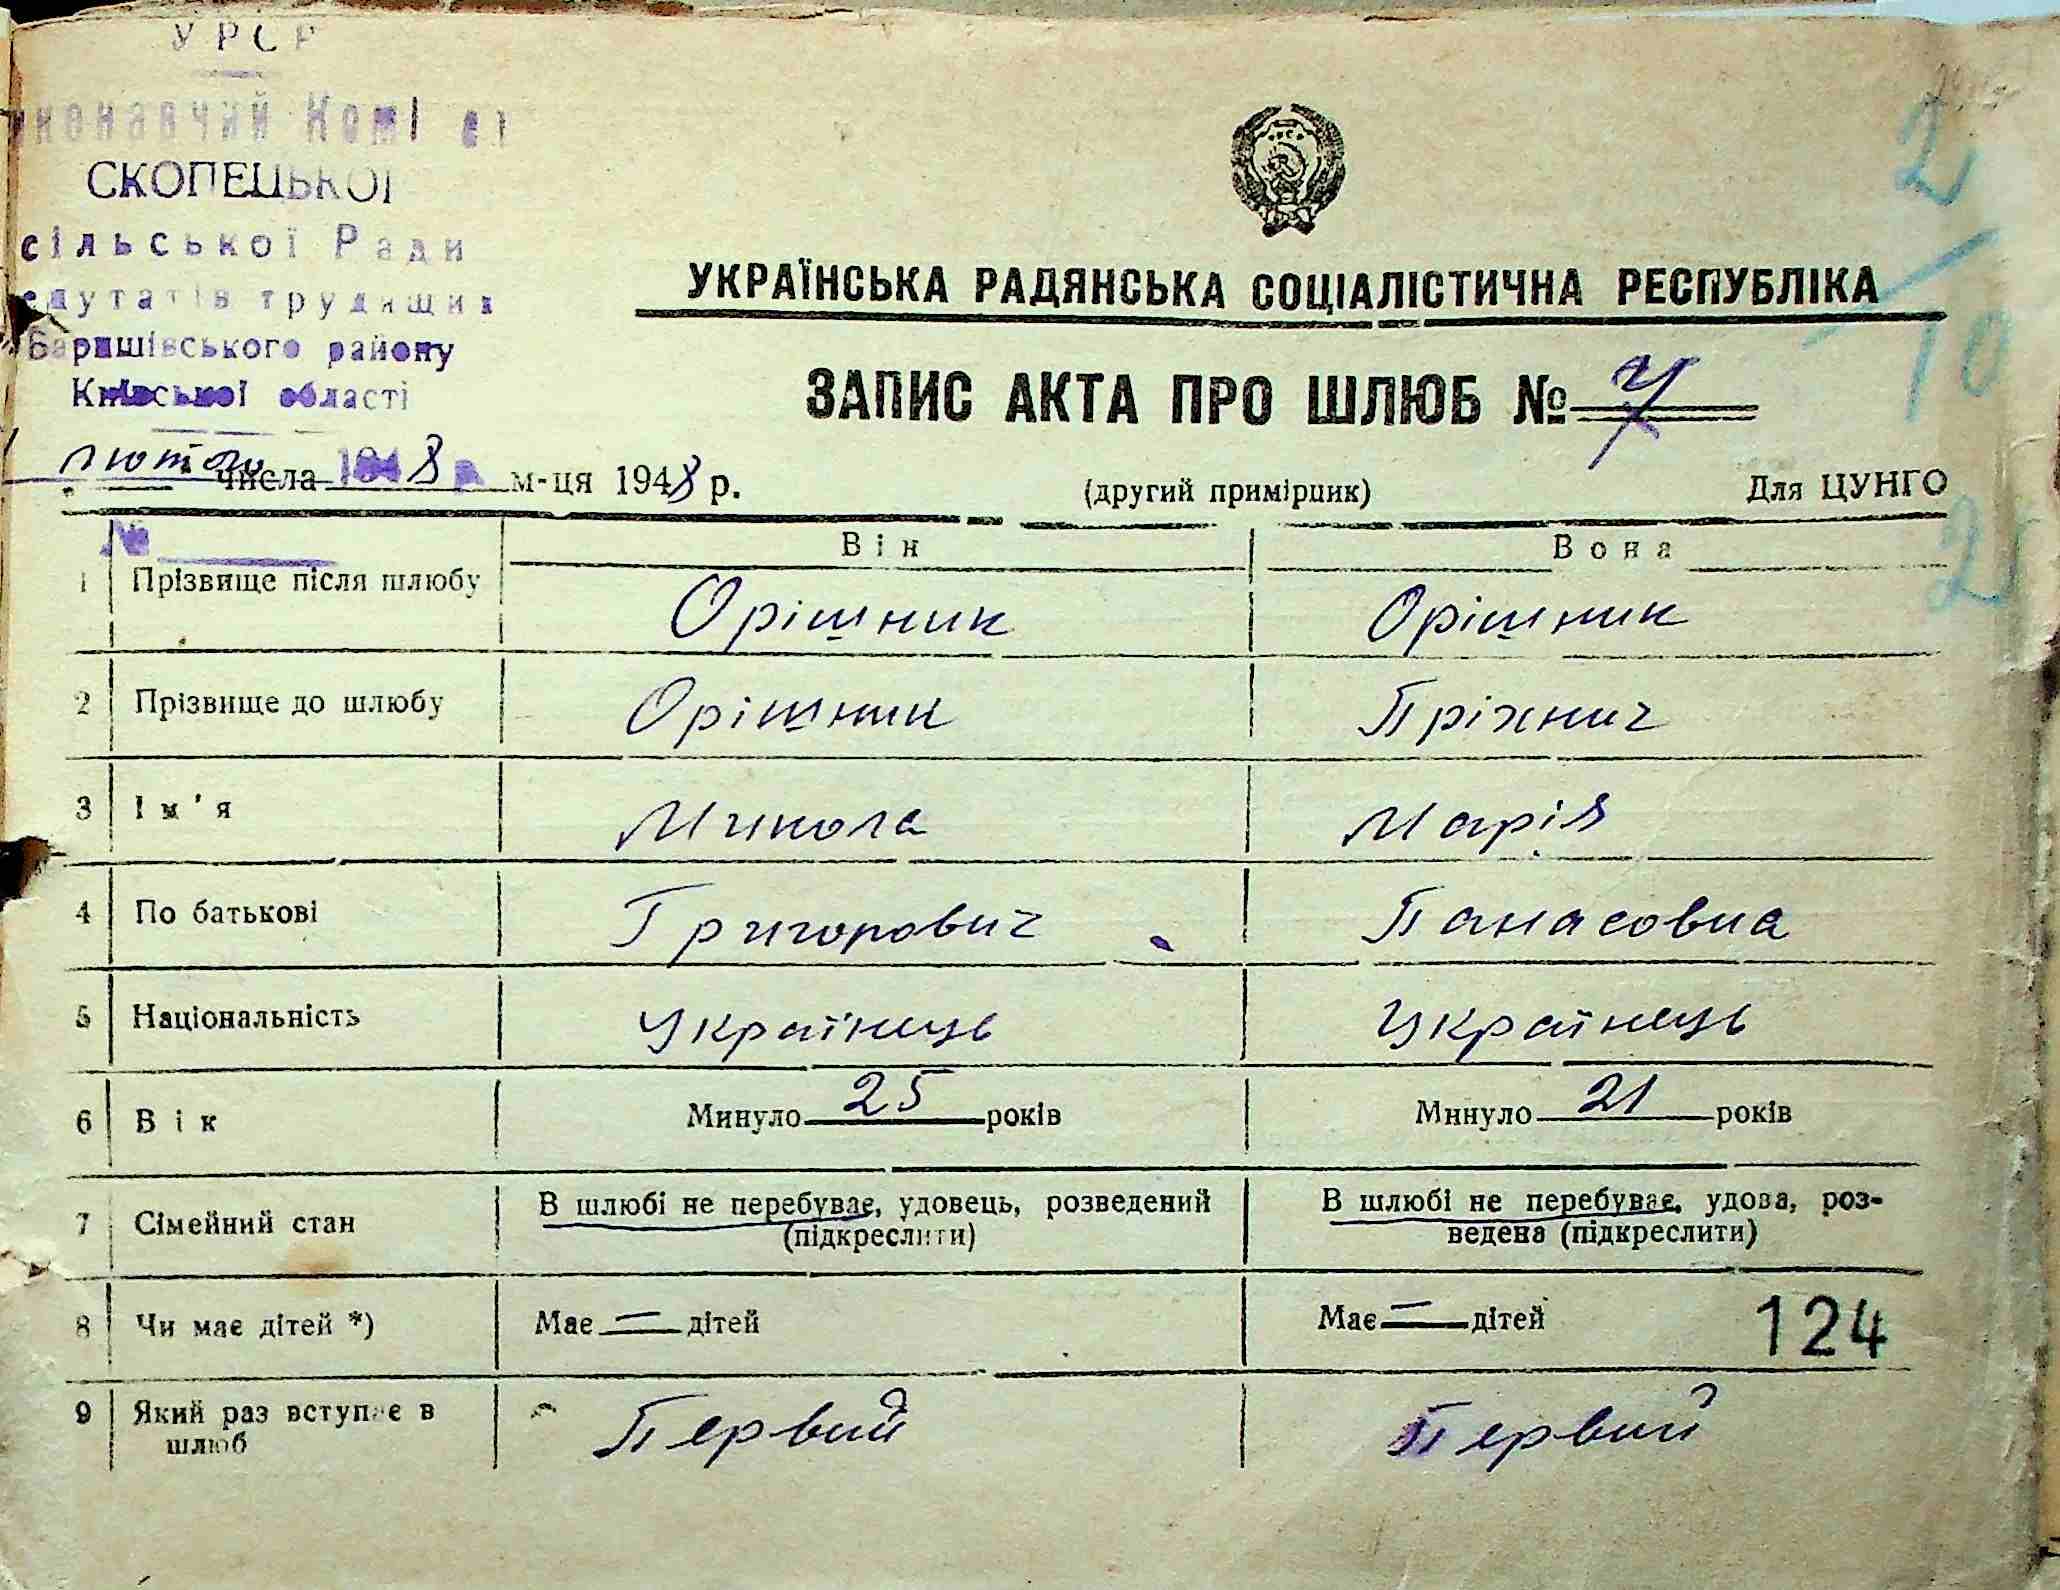 УРСР
Виконавчий Комітет
СКОПЕЦЬКОЇ
сільської Ради
депутатів трудящих
Баришівського району
Київської області
2
10
УКРАЇНСЬКА РАДЯНСЬКА СОЦІАЛІСТИЧНА РЕСПУБЛІКА
ЗАПИС АКТА ПРО ШЛЮБ № 7
лютого числа 1948 р м-ця 1948 р. (другий примірник) Для ЦУНГО
№ Він Вона
2
1 Прізвище після шлюбу Орішник Орішник
2 Прізвище до шлюбу Орішник Пріхнич
3 Ім'я Микола Марія
4 По батькові Григорович Панасовна
5 Національність Українець Українець
6 Вік Минуло 25 років Минуло 21 років
7 Сімейний стан В шлюбі не перебуває, удовець, розведений (підкреслити) В шлюбі не перебуває, удова, роз-
ведена (підкреслити)
8 Чи має дітей *) Має — дітей Має — дітей 124
9 Який раз вступає в шлюб Первий Первий